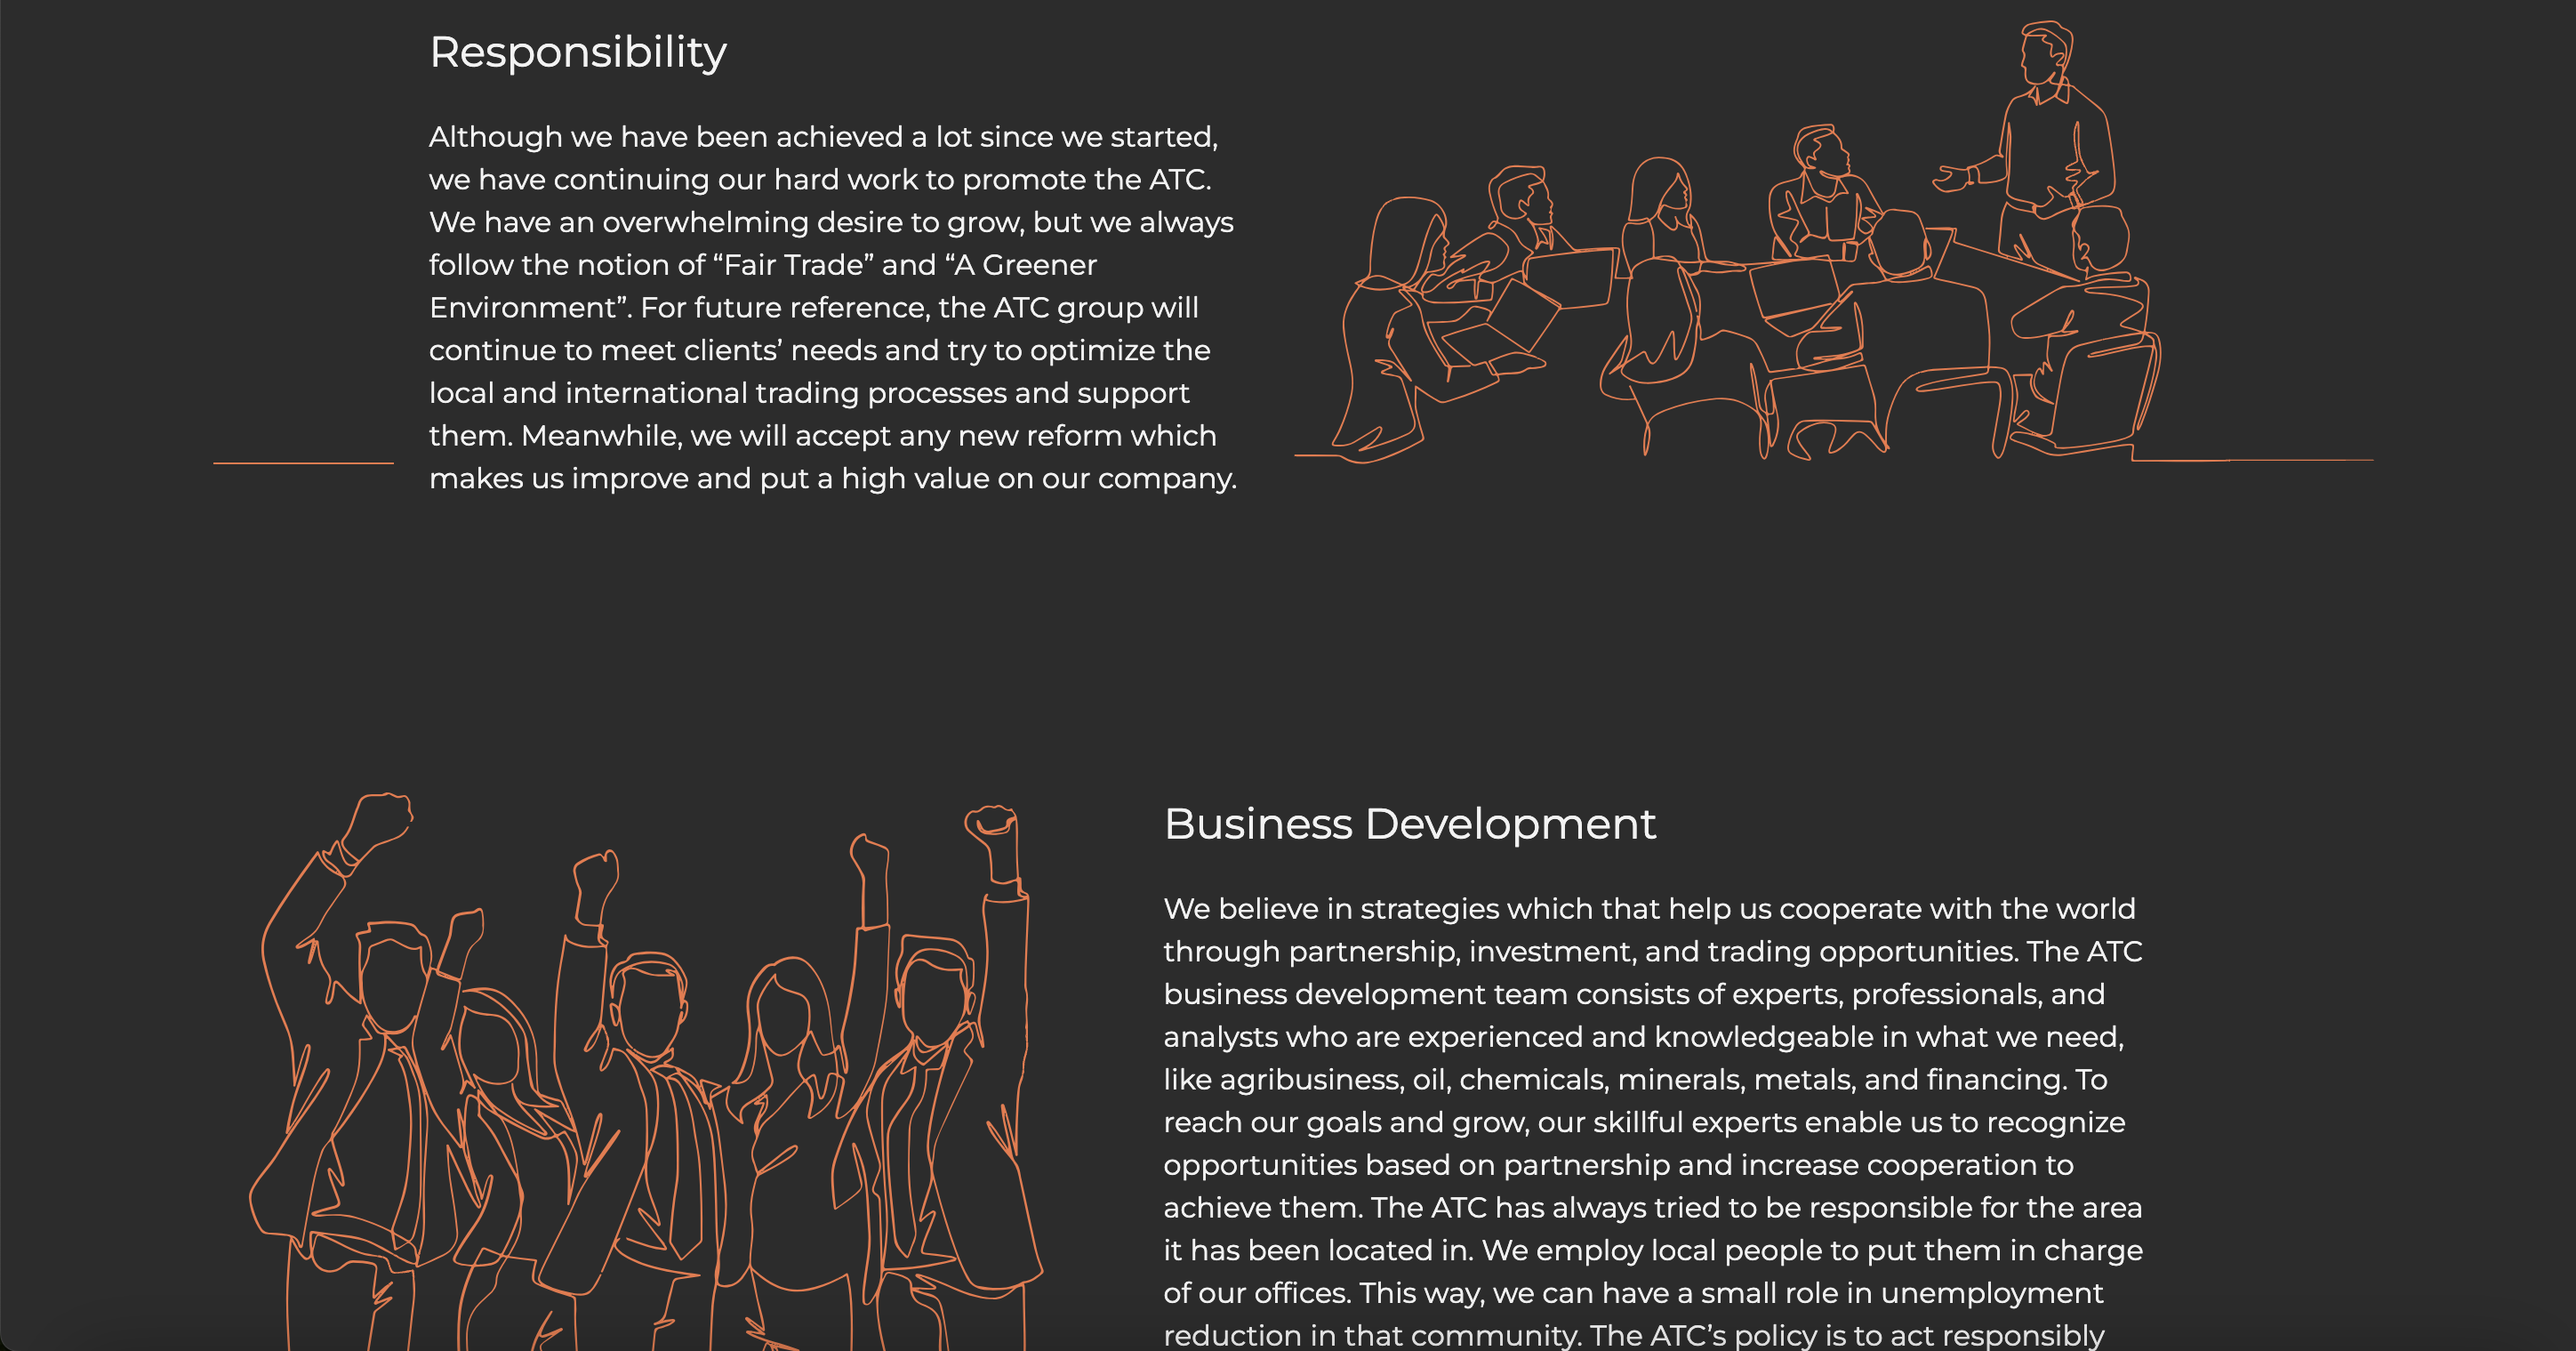 Responsibility
Although we have been achieved a lot since we started,
we have continuing our hard work to promote the ATC.
We have an overwhelming desire to grow, but we always
follow the notion of “Fair Trade” and “A Greener
Environment”. For future reference, the ATC group will
continue to meet clients’ needs and try to optimize the
local and international trading processes and support
them. Meanwhile, we will accept any new reform which
makes us improve and put a high value on our company.
Business Development
We believe in strategies which that help us cooperate with the world
through partnership, investment, and trading opportunities. The ATC
business development team consists of experts, professionals, and
analysts who are experienced and knowledgeable in what we need,
like agribusiness, oil, chemicals, minerals, metals, and financing. To
reach our goals and grow, our skillful experts enable us to recognize
opportunities based on partnership and increase cooperation to
achieve them. The ATC has always tried to be responsible for the area
it has been located in. We employ local people to put them in charge
of our offices. This way, we can have a small role in unemployment
reduction in that community. The ATC’s policy is to act responsibly